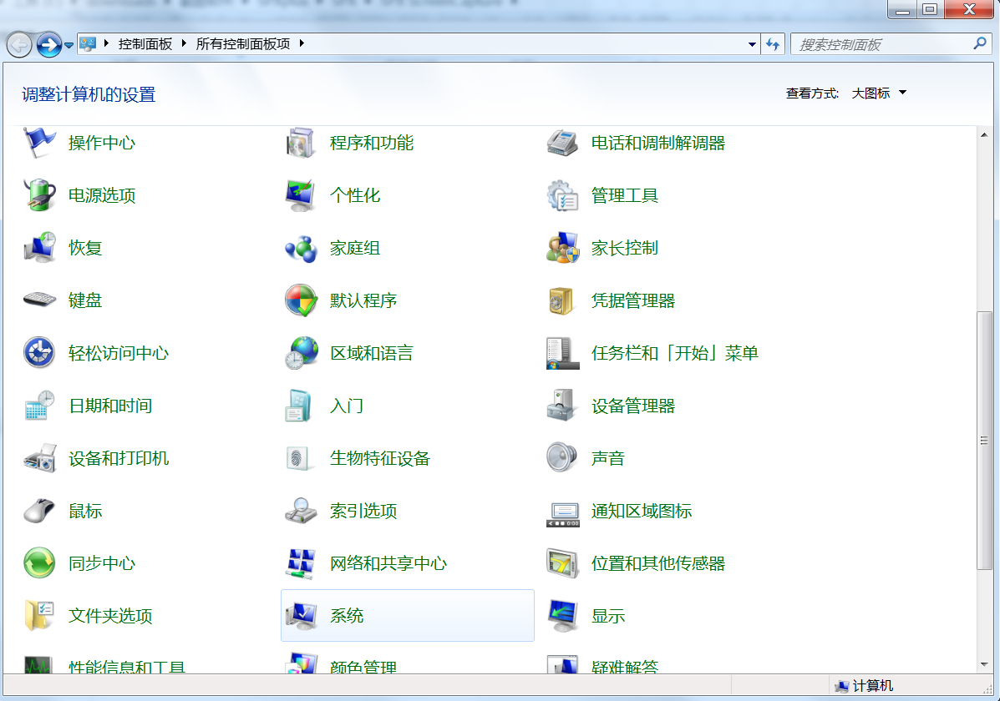 控制面板 所有控制面板项
搜索控制面板
调整计算机的设置
查看方式: 大图标
操作中心 程序和功能 电话和调制解调器
电源选项 个性化 管理工具
恢复 家庭组 家长控制
键盘 默认程序 凭据管理器
轻松访问中心 区域和语言 任务栏和「开始」菜单
日期和时间 入门 设备管理器
设备和打印机 生物特征设备 声音
鼠标 索引选项 通知区域图标
同步中心 网络和共享中心 位置和其他传感器
文件夹选项 系统 显示
性能信息和工具 颜色管理 疑难解答
计算机